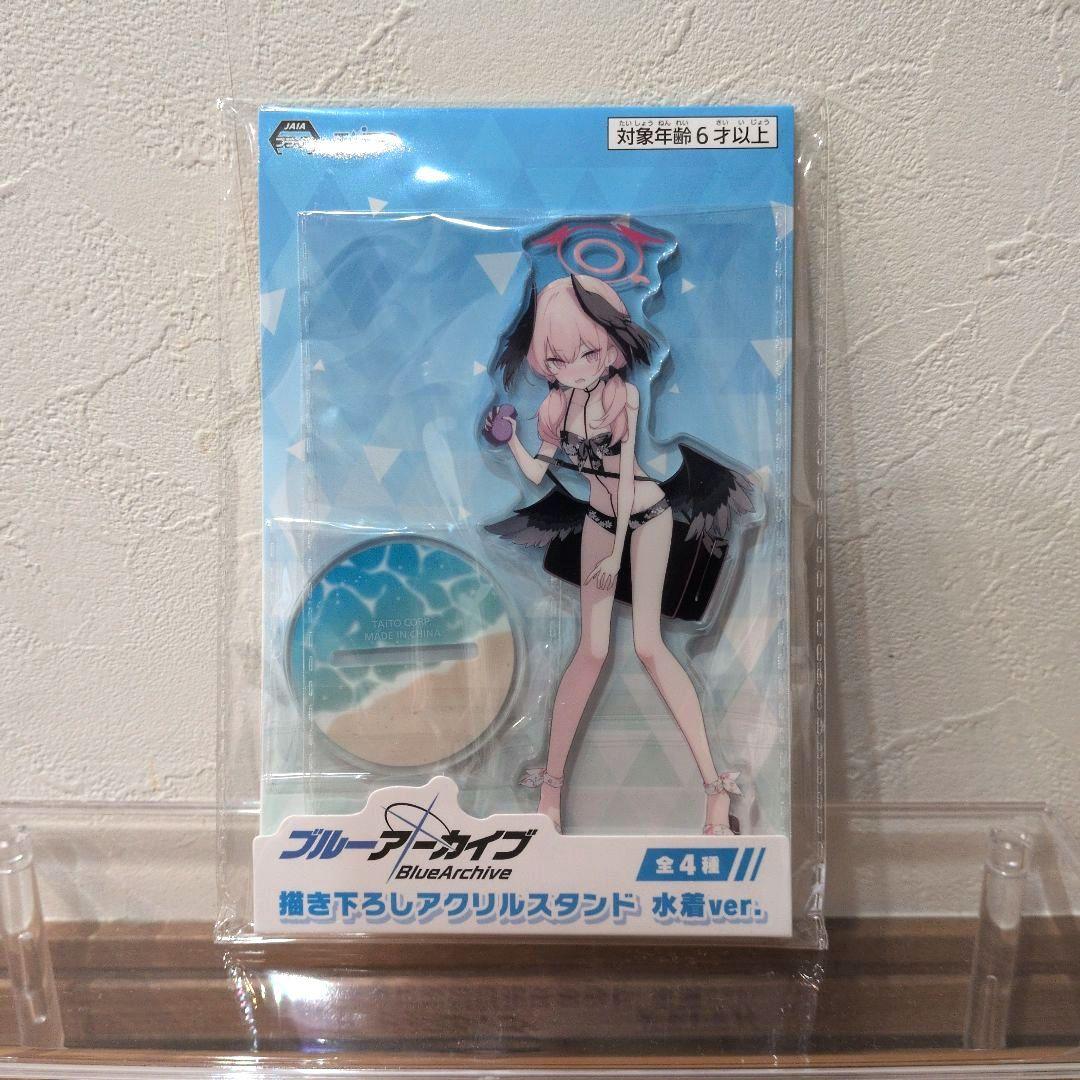 JAIA
たいしょうねんれい さいいじょう
対象年齢6才以上
TAITO CORP.
MADE IN CHINA
ブルーアーカイブ
BlueArchive
全4種
描き下ろしアクリルスタンド 水着ver.